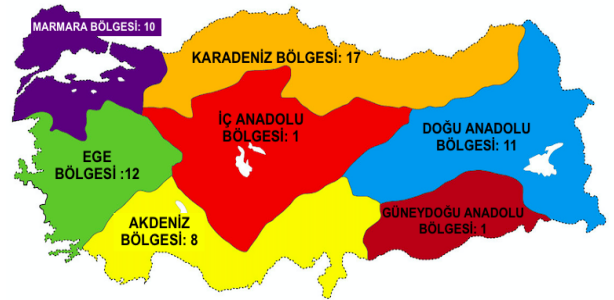 MARMARA BÖLGESİ: 10
KARADENİZ BÖLGESİ: 17
İÇ ANADOLU
BÖLGESİ: 1
DOĞU ANADOLU
BÖLGESİ: 11
EGE
BÖLGESİ :12
AKDENİZ
BÖLGESİ: 8
GÜNEYDOĞU ANADOLU
BÖLGESİ: 1